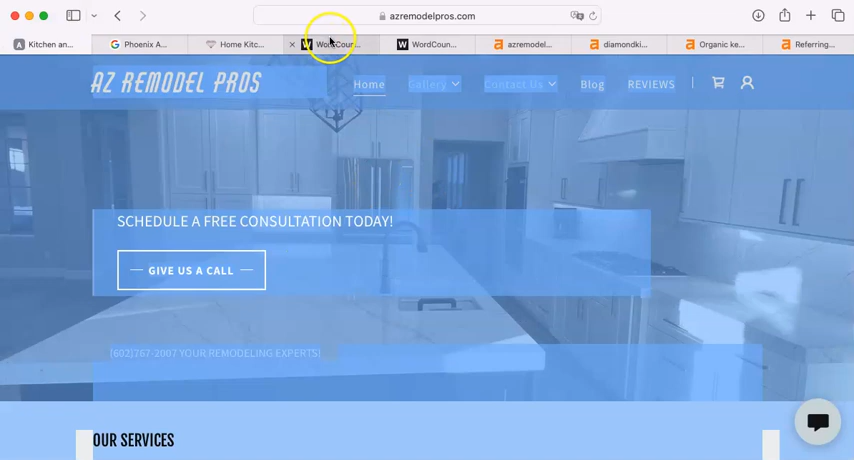 azremodelpros.com
Kitchen an...
Phoenix A...
Home Kitc...
WordCoun...
WordCoun...
azremodel...
diamondki...
Organic ke...
Referring...
AZ REMODEL PROS
Home
Gallery
Contact Us
Blog
REVIEWS
SCHEDULE A FREE CONSULTATION TODAY!
GIVE US A CALL
(602)767-2007 YOUR REMODELING EXPERTS!
OUR SERVICES